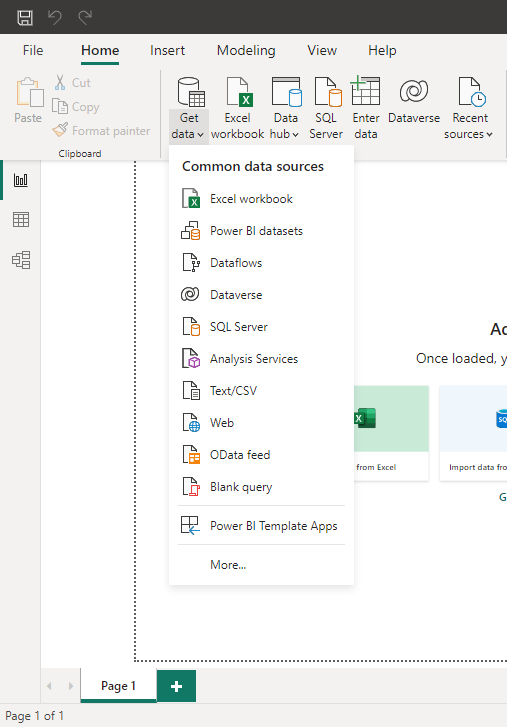 File Home Insert Modeling View Help
Paste
Cut
Copy
Format painter
Clipboard
Get data
Excel workbook
Data hub
SQL Server
Enter data
Dataverse
Recent sources
Common data sources
Excel workbook
Power BI datasets
Dataflows
Dataverse
SQL Server
Analysis Services
Text/CSV
Web
OData feed
Blank query
Power BI Template Apps
More...
Once loaded, y
from Excel
Import data fro
Page 1
Page 1 of 1